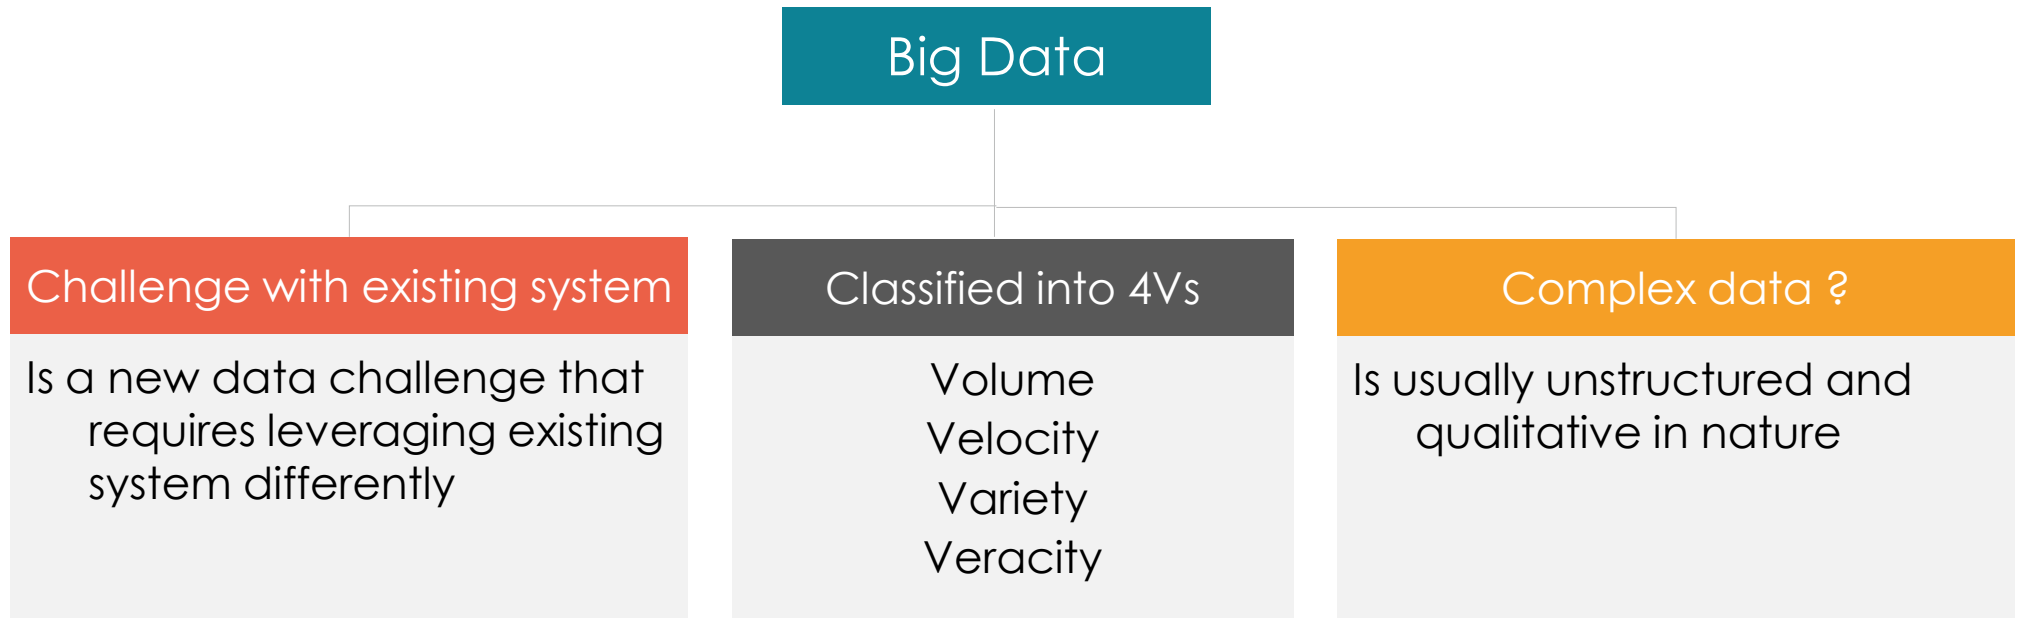 Big Data
Challenge with existing system
Is a new data challenge that
requires leveraging existing
system differently
Classified into 4Vs
Volume
Velocity
Variety
Veracity
Complex data ?
Is usually unstructured and
qualitative in nature